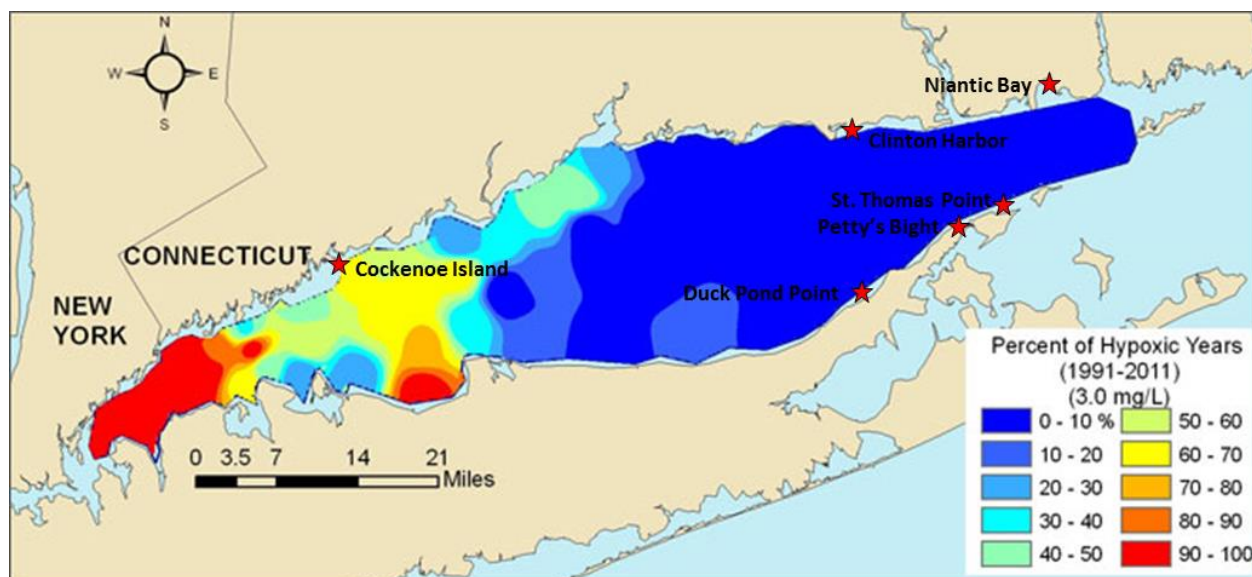 N
W E
S
Niantic Bay
Clinton Harbor
St. Thomas Point
Petty's Bight
CONNECTICUT
Cockenoe Island
Duck Pond Point
NEW
YORK
0 3.5 7 14 21
Miles
Percent of Hypoxic Years
(1991-2011)
(3.0 mg/L)
0 - 10 % 50 - 60
10 - 20 60 - 70
20 - 30 70 - 80
30 - 40 80 - 90
40 - 50 90 - 100